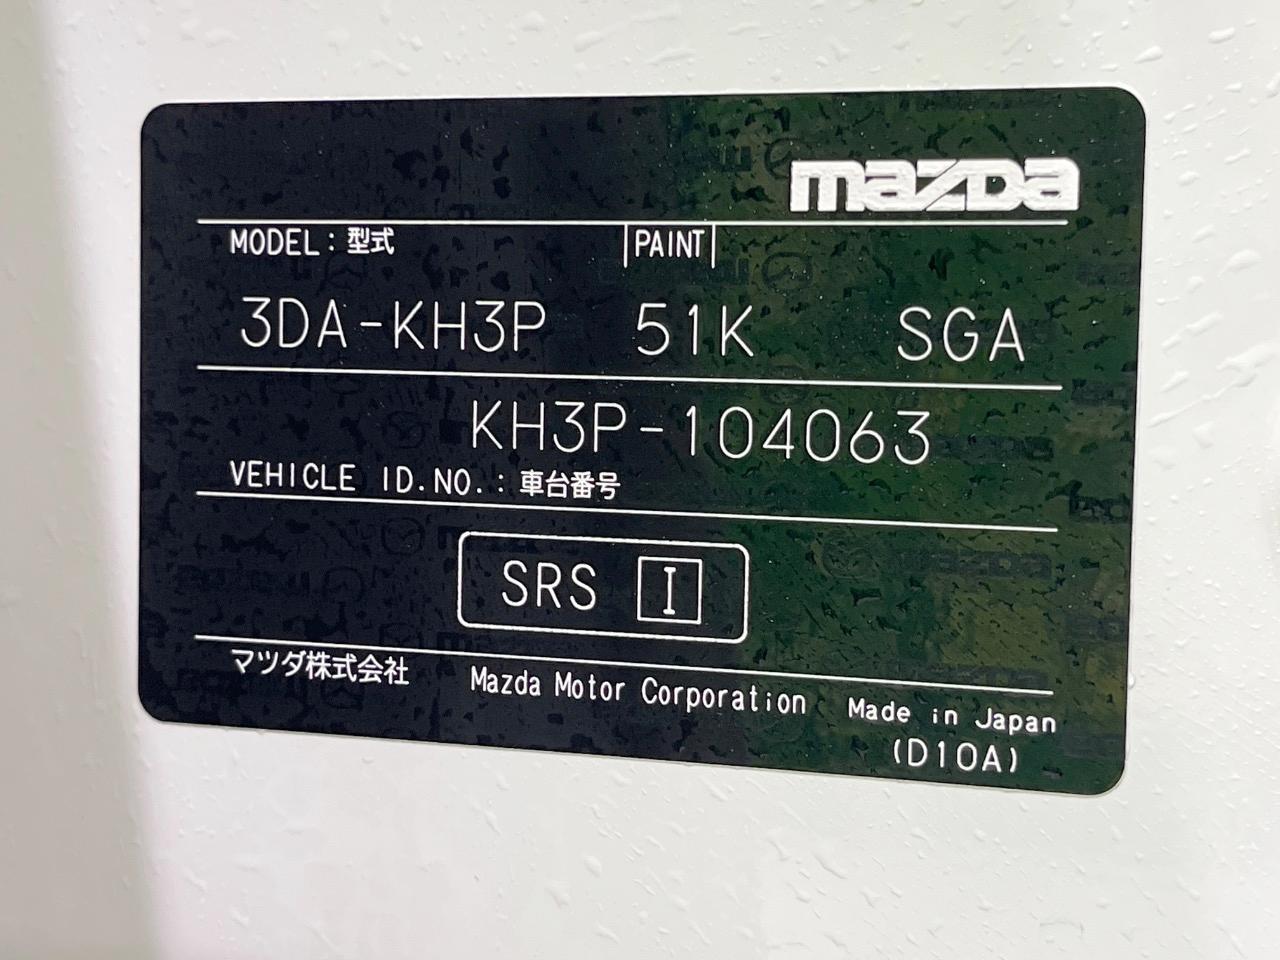 mazda
MODEL:型式 PAINT
3DA-KH3P 51K SGA
KH3P-104063
VEHICLE ID.NO.:車台番号
SRS I
マツダ株式会社 Mazda Motor Corporation Made in Japan
(D10A)